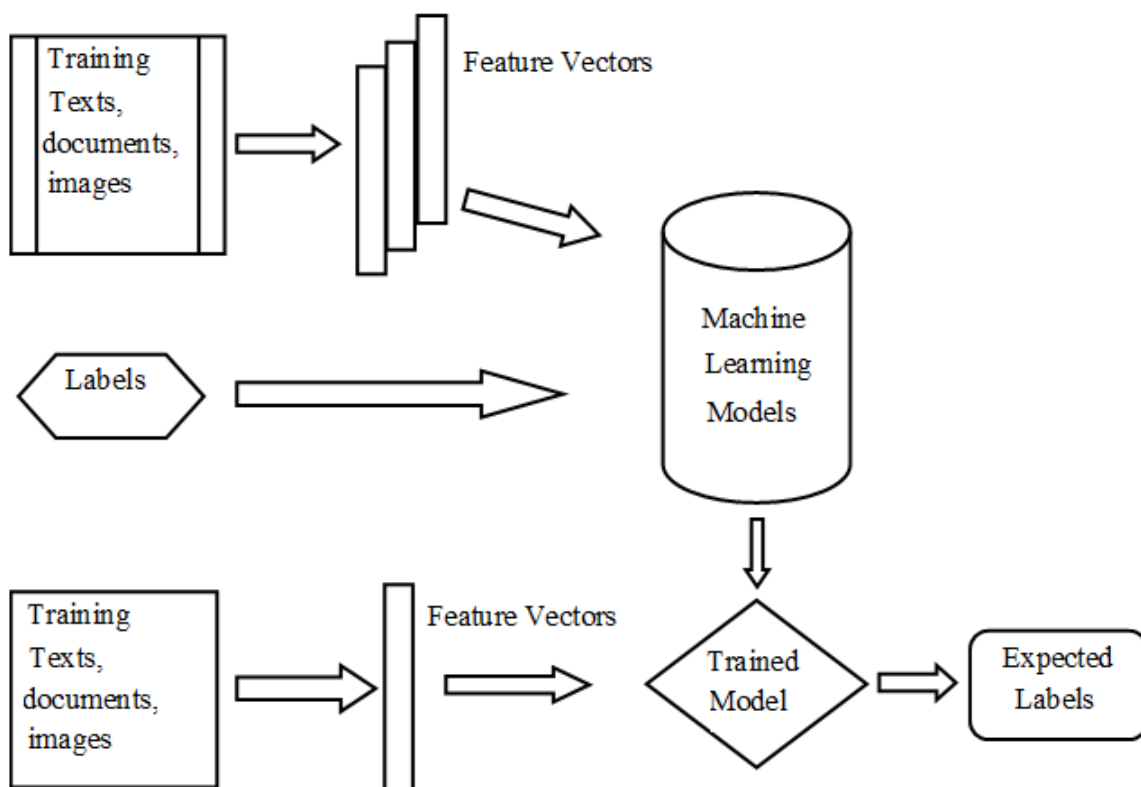 Training
Texts,
documents,
images
Feature Vectors
Labels
Machine
Learning
Models
Training
Texts,
documents,
images
Feature Vectors
Trained
Model
Expected
Labels